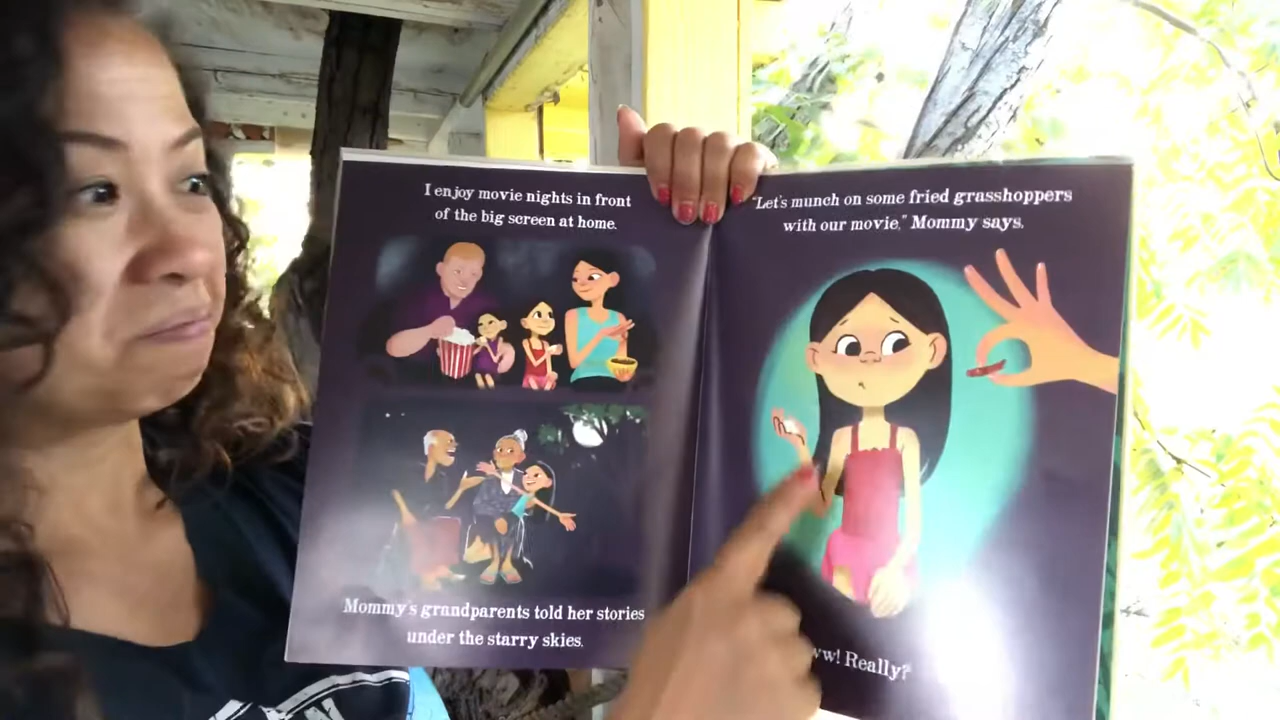 I enjoy movie nights in front
of the big screen at home.
Mommy's grandparents told her stories
under the starry skies.
"Let's munch on some fried grasshoppers
with our movie," Mommy says.
Really?